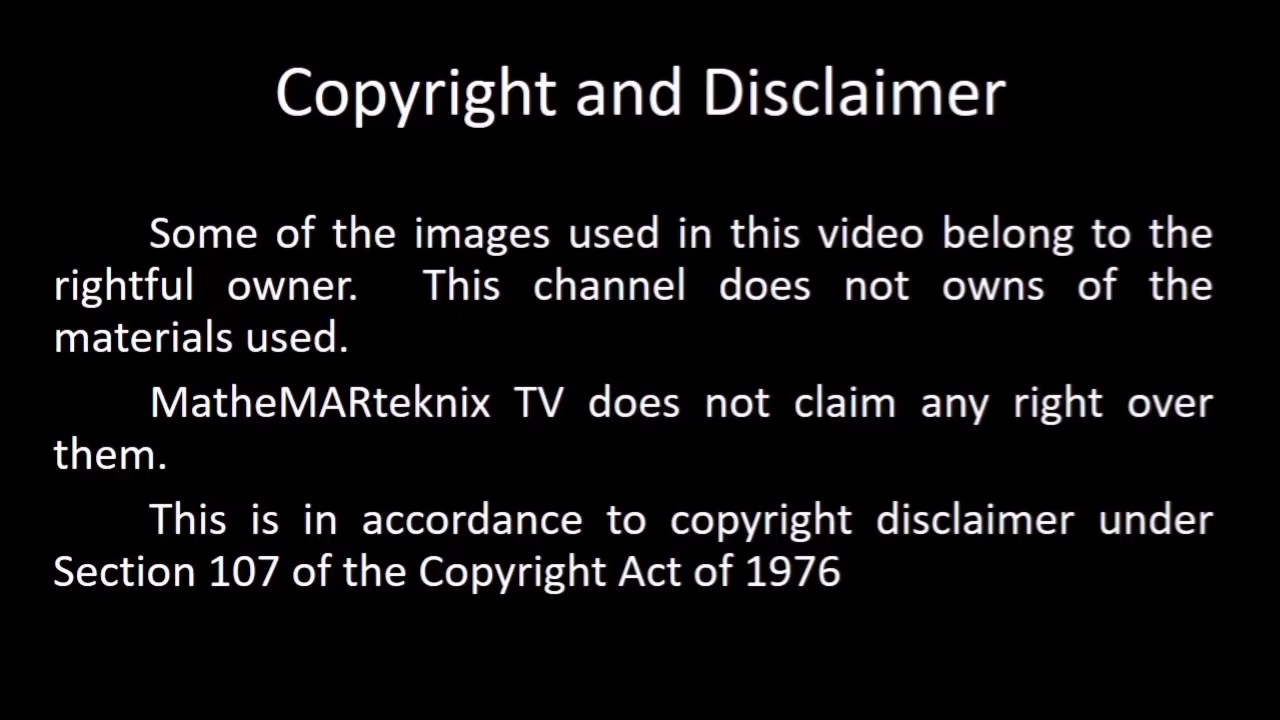 Copyright and Disclaimer
Some of the images used in this video belong to the
rightful owner. This channel does not owns of the
materials used.
MatheMARteknix TV does not claim any right over
them.
This is in accordance to copyright disclaimer under
Section 107 of the Copyright Act of 1976